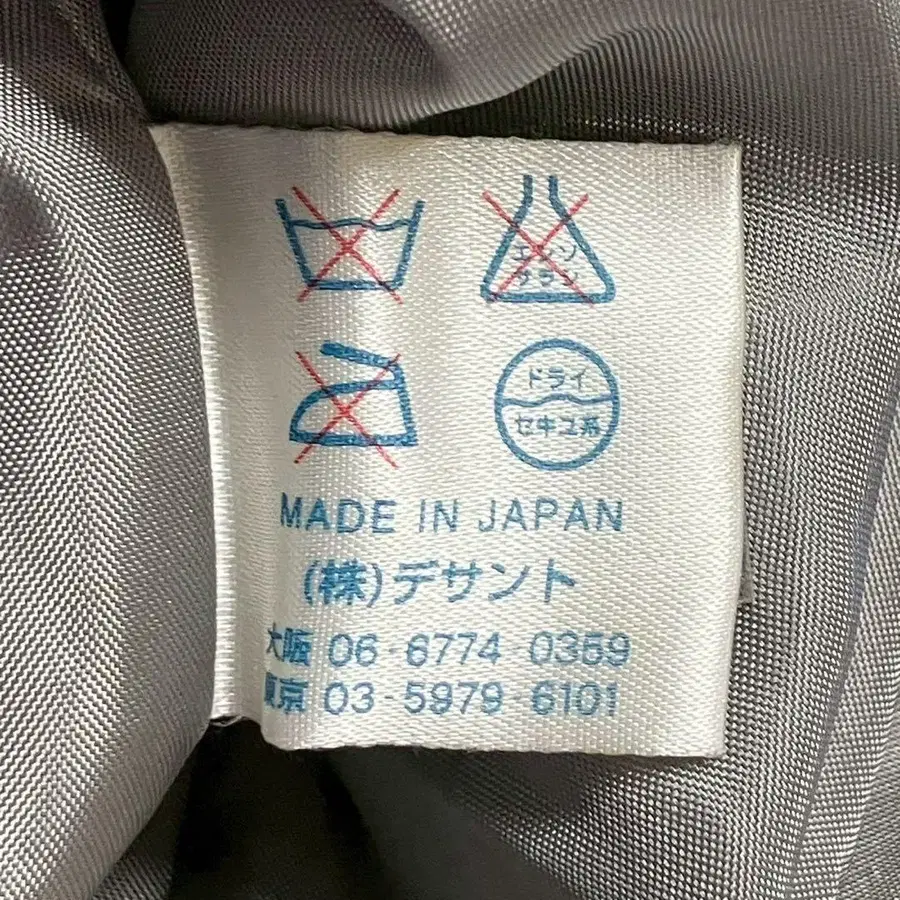 エンソ
サラシ
ドライ
セキユ系
MADE IN JAPAN
(株)デサント
大阪 06-6774-0369
東京 03-5979-6101